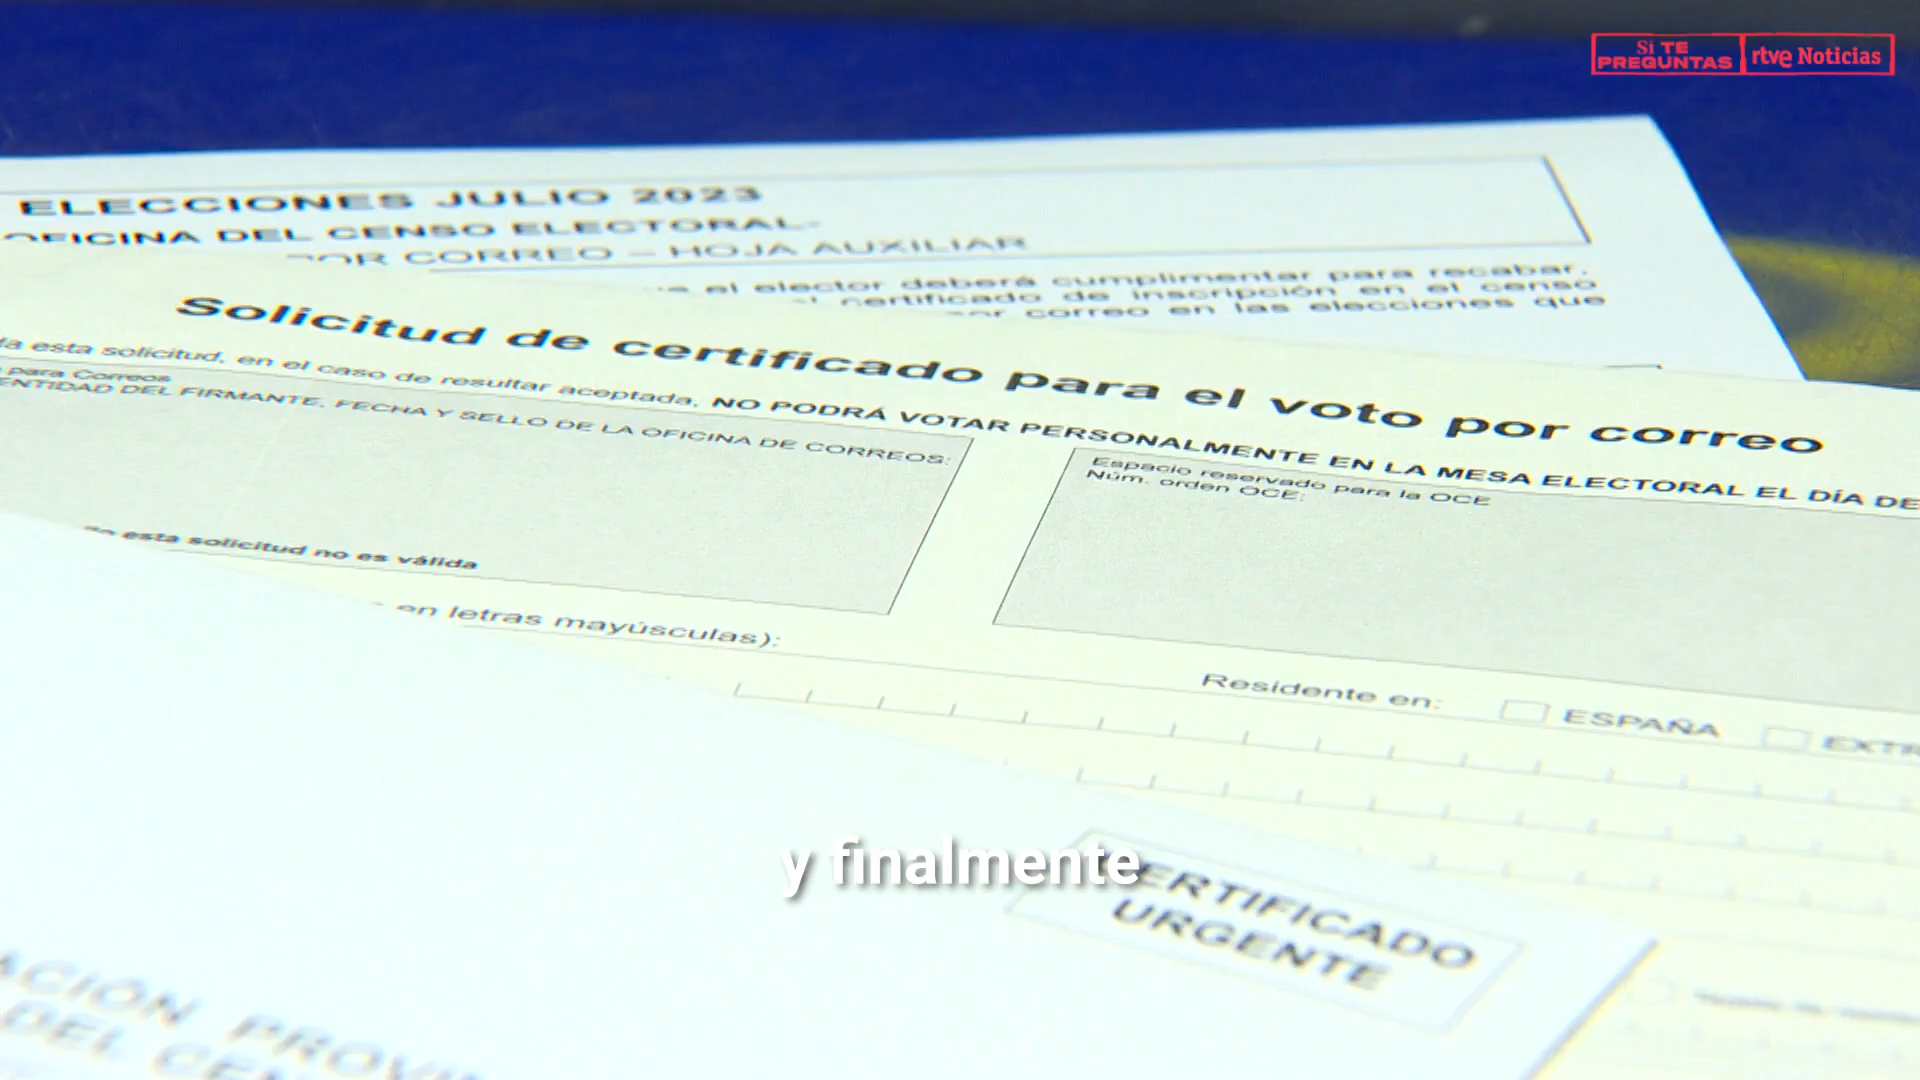 Sí TE
PREGUNTAS
rtve Noticias
ELECCIONES JULIO 2023
OFICINA DEL CENSO ELECTORAL-
POR CORREO – HOJA AUXILIAR
el elector deberá cumplimentar para recabar,
certificado de inscripción en el censo
por correo en las elecciones que
Solicitud de certificado para el voto por correo
esta solicitud, en el caso de resultar aceptada, NO PODRÁ VOTAR PERSONALMENTE EN LA MESA ELECTORAL EL DÍA DE
para Correos
DEL FIRMANTE, FECHA Y SELLO DE LA OFICINA DE CORREOS:
Espacio reservado para la OCE
Núm. orden OCE:
esta solicitud no es válida
en letras mayúsculas):
Residente en: ESPAÑA
y finalmente
CERTIFICADO
URGENTE